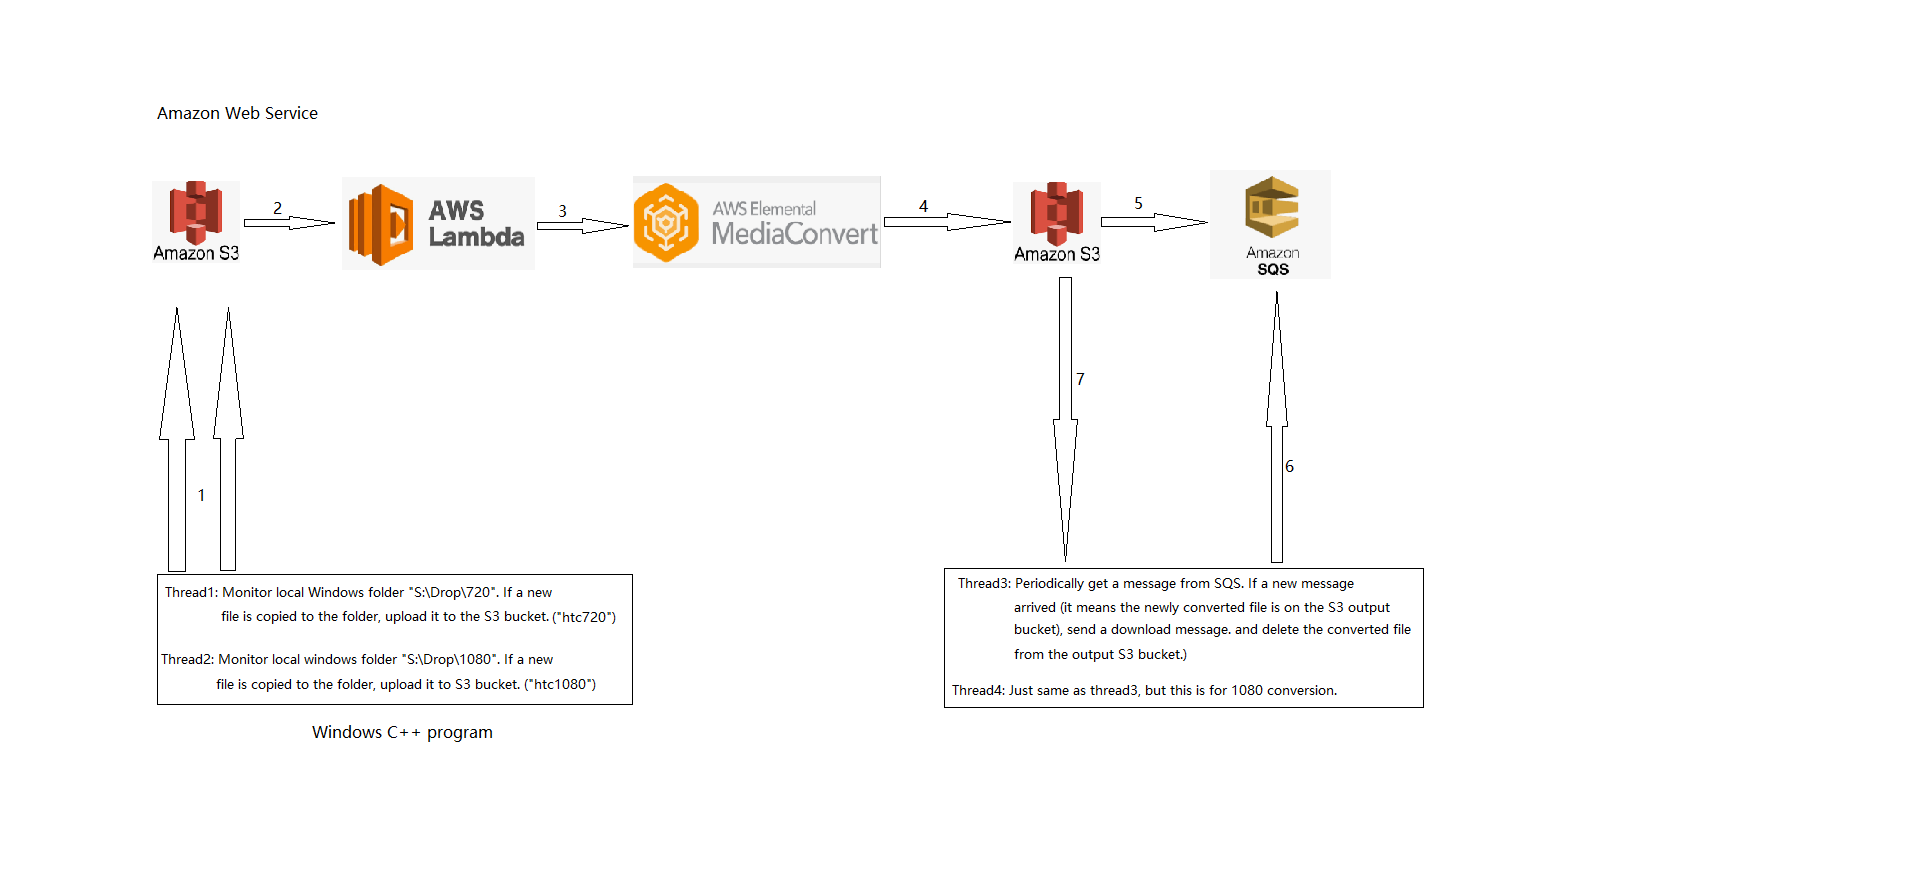 Amazon Web Service
2
3
4
5
AWS
Lambda
AWS Elemental
MediaConvert
Amazon S3
Amazon S3
Amazon
SQS
7
6
1
Thread1: Monitor local Windows folder "S:\Drop\720". If a new
file is copied to the folder, upload it to the S3 bucket. ("htc720")
Thread2: Monitor local windows folder "S:\Drop\1080". If a new
file is copied to the folder, upload it to S3 bucket. ("htc1080")
Windows C++ program
Thread3: Periodically get a message from SQS. If a new message
arrived (it means the newly converted file is on the S3 output
bucket), send a download message. and delete the converted file
from the output S3 bucket.)
Thread4: Just same as thread3, but this is for 1080 conversion.